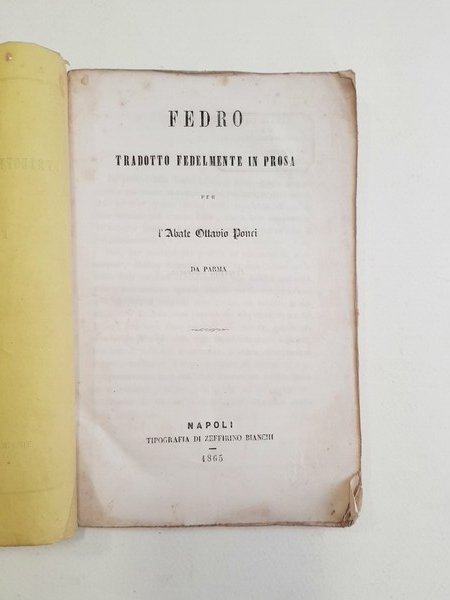 FEDRO
TRADOTTO FEDELMENTE IN PROSA
PER
l'Abate Ottavio Ponci
DA PARMA
NAPOLI
TIPOGRAFIA DI ZEFFIRINO BIANCHI
1865